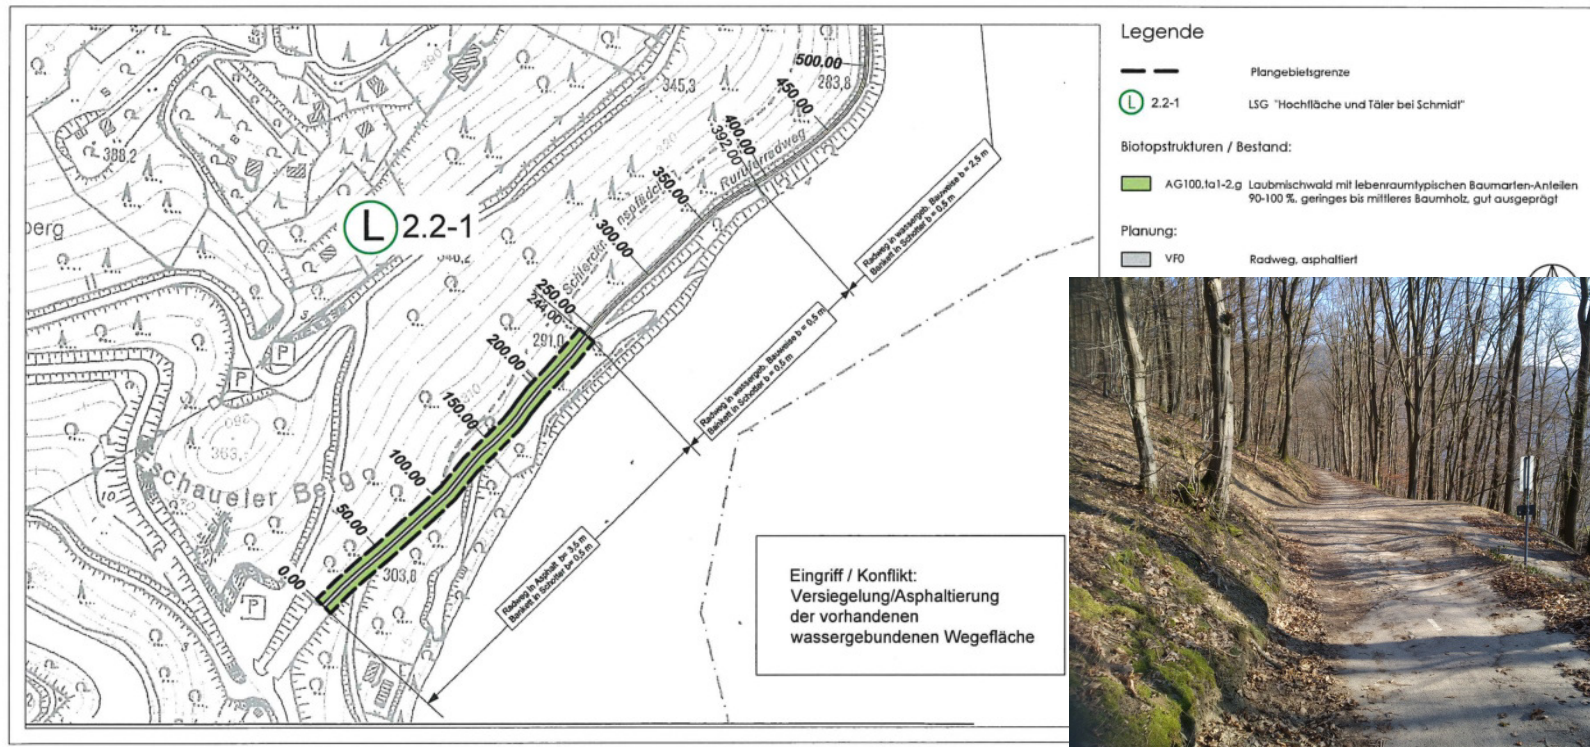 Legende
Plangebietsgrenze
L 2.2-1 LSG "Hochfläche und Täler bei Schmidt"
Biotopstrukturen / Bestand:
AG100,ta1-2,g Laubmischwald mit lebenraumtypischen Baumarten-Anteilen
90-100 %, geringes bis mittleres Baumholz, gut ausgeprägt
Planung:
VF0 Radweg, asphaltiert
500.00
283,8
450.00
345,3
400.00
392,00
Rururferradweg
350.00
300.00
250.00
244,00
291,0
200.00
150.00
100.00
50.00
0.00
303,8
388,2
berg
L 2.2-1
P
P
P
363,
schaueler Berg
10
Radweg in wassergeb. Bauweise b = 2,5 m
Bankett in Schotter b = 0,5 m
Radweg in wassergeb. Bauweise b = 0,5 m
Bankett in Schotter b = 0,5 m
Radweg in Asphalt b= 3,5 m
Bankett in Schotter b= 0,5 m
Eingriff / Konflikt:
Versiegelung/Asphaltierung
der vorhandenen
wassergebundenen Wegefläche